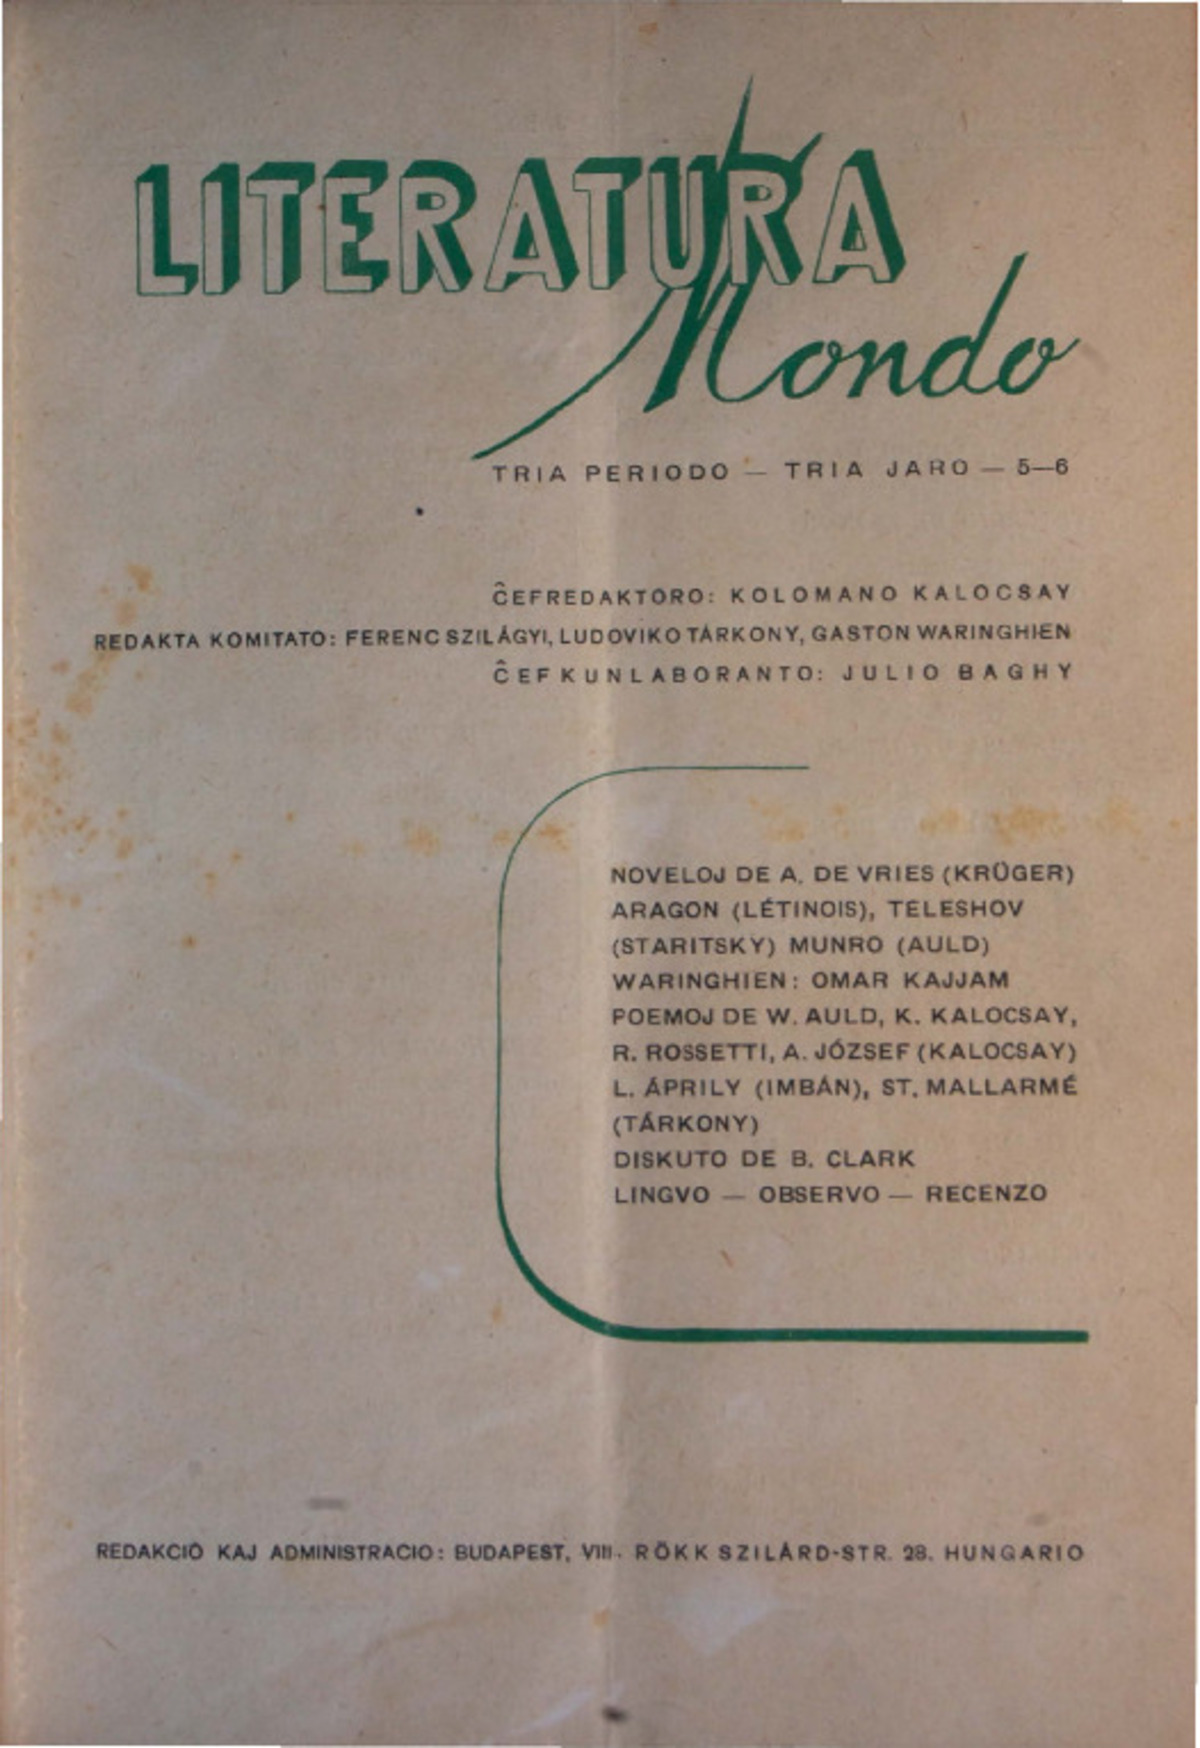 LITERATURA
Mondo
TRIA PERIODO — TRIA JARO — 5—6
ĈEFREDAKTORO: KOLOMANO KALOCSAY
REDAKTA KOMITATO: FERENC SZILÁGYI, LUDOVIKO TÁRKONY, GASTON WARINGHIEN
ĈEFKUNLABORANTO: JULIO BAGHY
NOVELOJ DE A. DE VRIES (KRÜGER)
ARAGON (LÉTINOIS), TELESHOV
(STARITSKY) MUNRO (AULD)
WARINGHIEN: OMAR KAJJAM
POEMOJ DE W. AULD, K. KALOCSAY,
R. ROSSETTI, A. JÓZSEF (KALOCSAY)
L. ÁPRILY (IMBÁN), ST. MALLARMÉ
(TÁRKONY)
DISKUTO DE B. CLARK
LINGVO — OBSERVO — RECENZO
REDAKCIO KAJ ADMINISTRACIO: BUDAPEST, VIII. RÖKK SZILÁRD-STR. 28. HUNGARIO